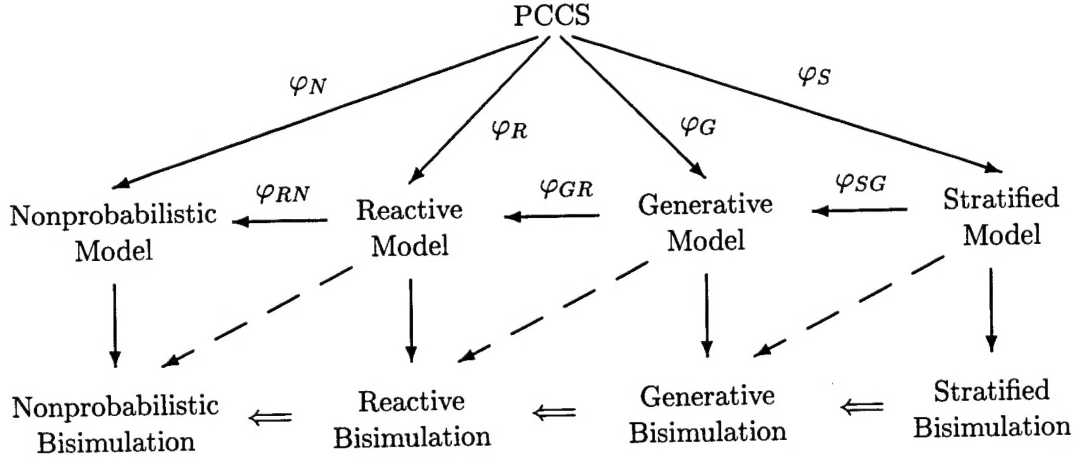 PCCS
φN
φS
φR
φG
φRN
φGR
φSG
Nonprobabilistic
Model
Reactive
Model
Generative
Model
Stratified
Model
Nonprobabilistic
Bisimulation
⇐
Reactive
Bisimulation
⇐
Generative
Bisimulation
⇐
Stratified
Bisimulation